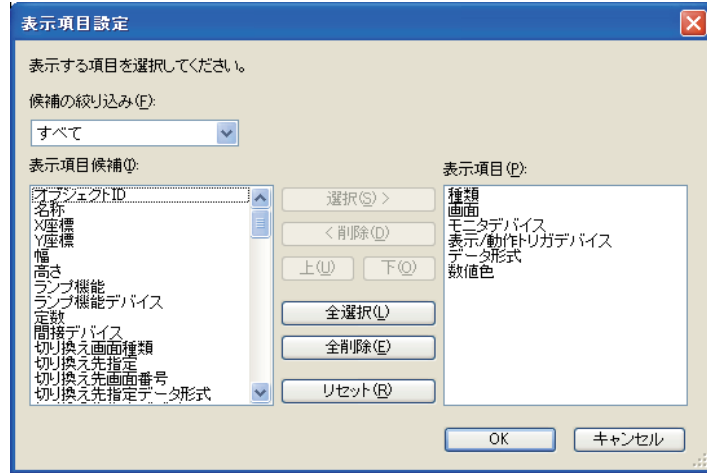 表示項目設定
表示する項目を選択してください。
候補の絞り込み(F):
すべて
表示項目候補(I):
オブジェクトID
名称
X座標
Y座標
幅
高さ
ランプ機能
ランプ機能デバイス
定数
間接デバイス
切り換え画面種類
切り換え先指定
切り換え先画面番号
切り換え先指定データ形式
選択(S) >
< 削除(D)
上(U)
下(O)
全選択(L)
全削除(E)
リセット(R)
表示項目(P):
種類
画面
モニタデバイス
表示/動作トリガデバイス
データ形式
数値色
OK
キャンセル